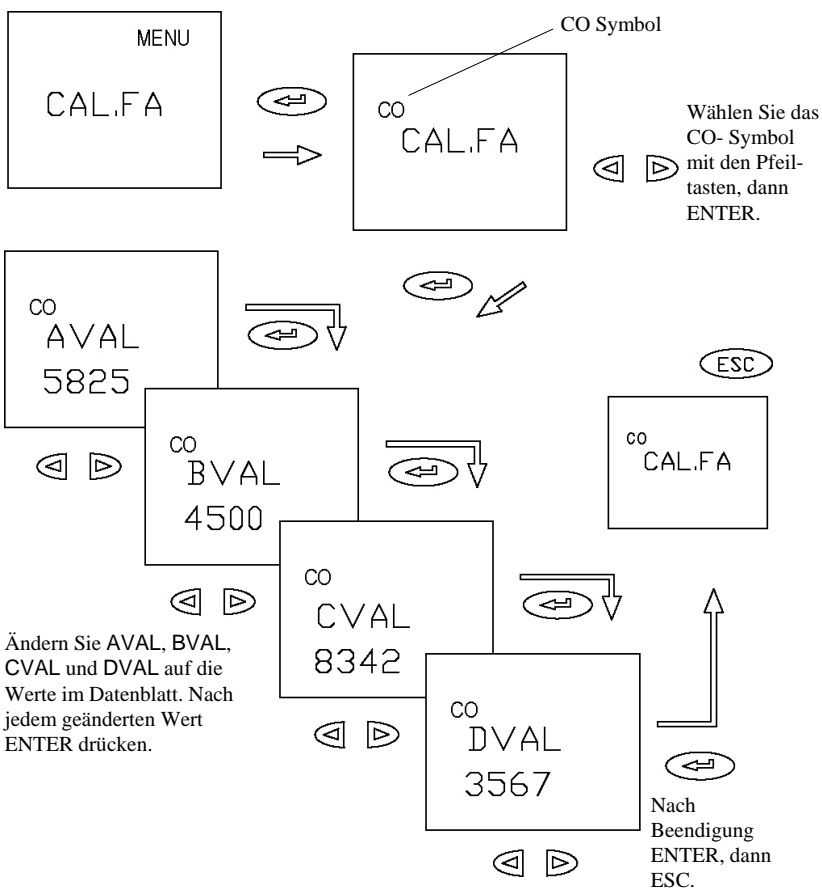 MENU
CAL.FA
CO Symbol
CO
CAL.FA
Wählen Sie das
CO- Symbol
mit den Pfeil-
tasten, dann
ENTER.
CO
AVAL
5825
CO
BVAL
4500
CO
CVAL
8342
CO
DVAL
3567
Ändern Sie AVAL, BVAL,
CVAL und DVAL auf die
Werte im Datenblatt. Nach
jedem geänderten Wert
ENTER drücken.
ESC
CO
CAL.FA
Nach
Beendigung
ENTER, dann
ESC.